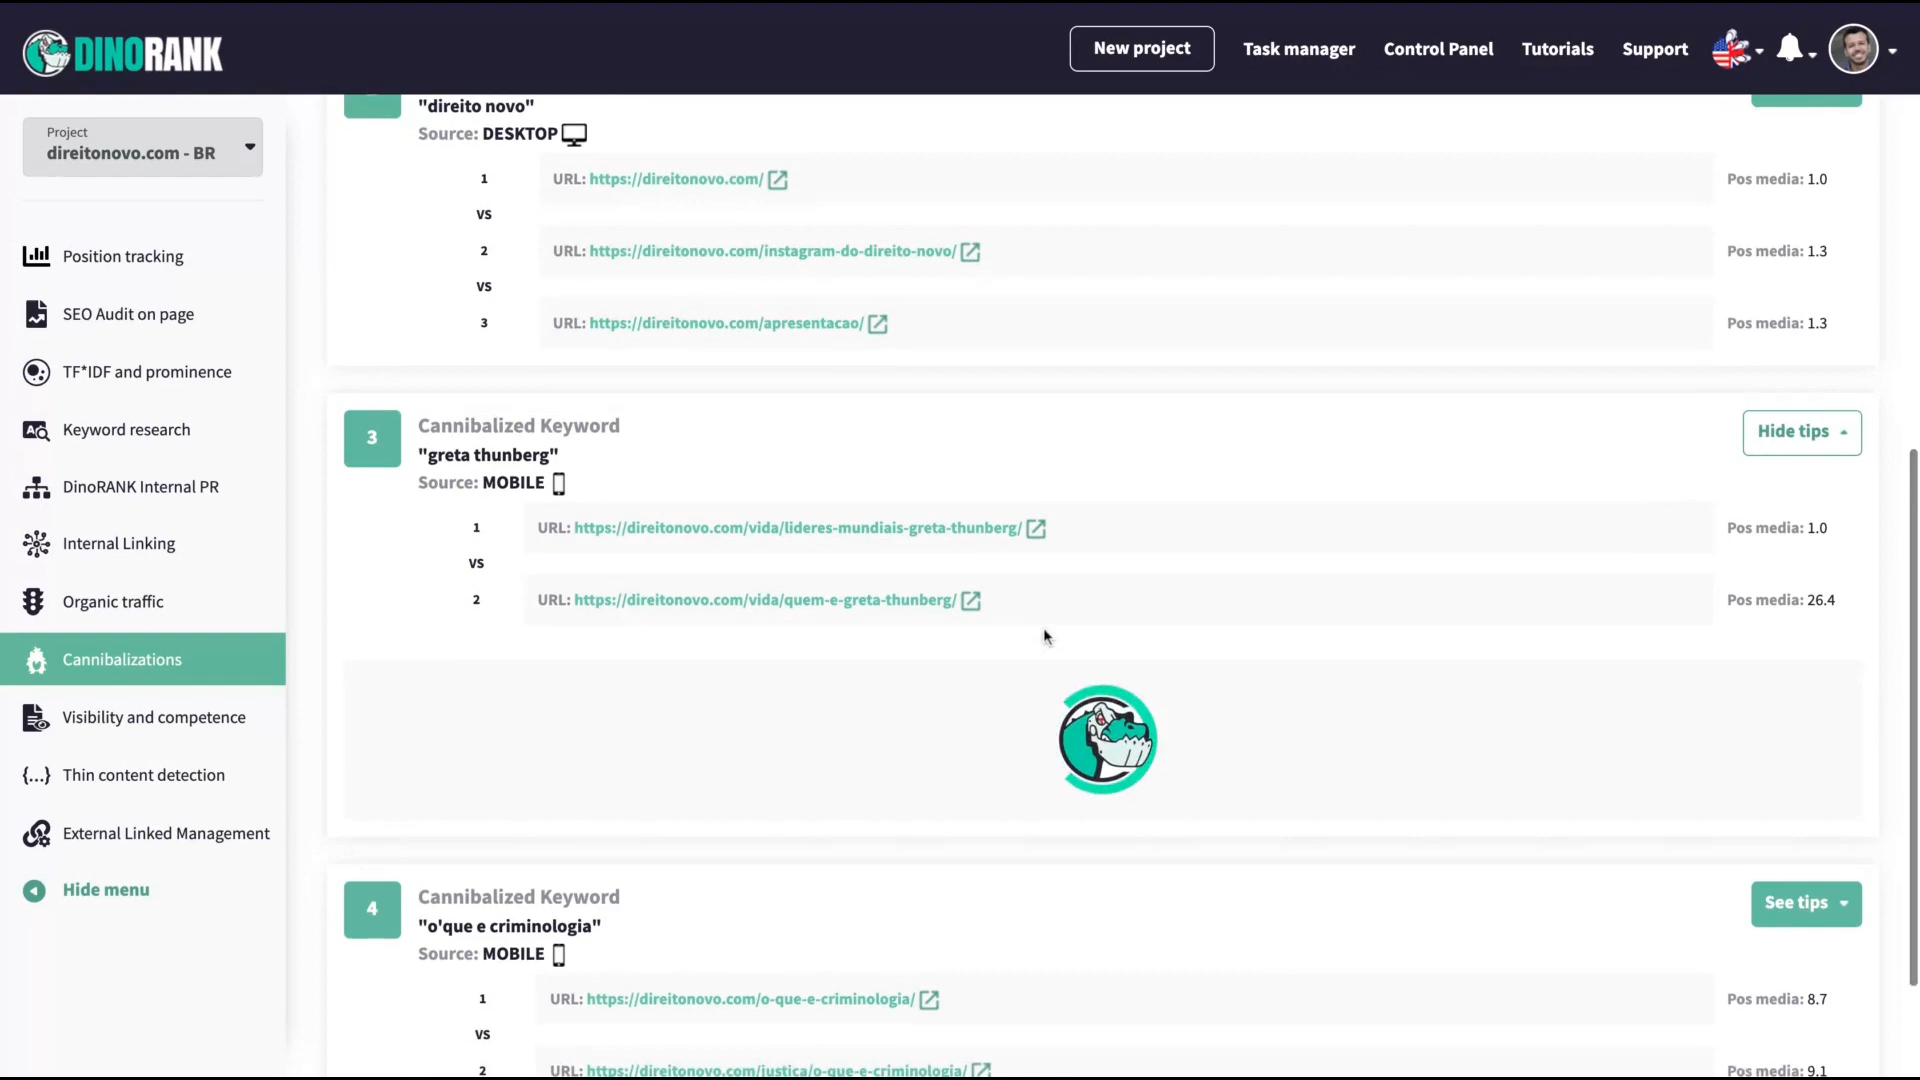 DINORANK
New project
Task manager
Control Panel
Tutorials
Support
Project
direitonovo.com - BR
Position tracking
SEO Audit on page
TF*IDF and prominence
Keyword research
DinoRANK Internal PR
Internal Linking
Organic traffic
Cannibalizations
Visibility and competence
Thin content detection
External Linked Management
Hide menu
"direito novo"
Source: DESKTOP
1 URL: https://direitonovo.com/ Pos media: 1.0
VS
2 URL: https://direitonovo.com/instagram-do-direito-novo/ Pos media: 1.3
VS
3 URL: https://direitonovo.com/apresentacao/ Pos media: 1.3
3 Cannibalized Keyword Hide tips
"greta thunberg"
Source: MOBILE
1 URL: https://direitonovo.com/vida/lideres-mundiais-greta-thunberg/ Pos media: 1.0
VS
2 URL: https://direitonovo.com/vida/quem-e-greta-thunberg/ Pos media: 26.4
4 Cannibalized Keyword See tips
"o'que e criminologia"
Source: MOBILE
1 URL: https://direitonovo.com/o-que-e-criminologia/ Pos media: 8.7
VS
2 URL: https://direitonovo.com/justica/o-que-e-criminologia/ Pos media: 9.1